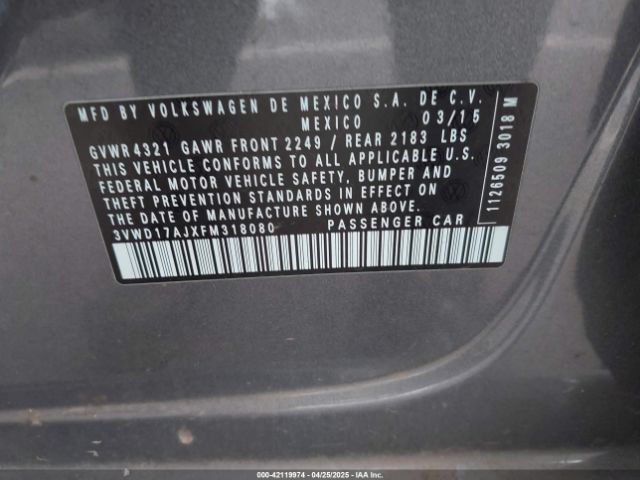 MFD BY VOLKSWAGEN DE MEXICO S.A. DE C.V.
MEXICO 03/15
GVWR 4321 GAWR FRONT 2249 / REAR 2183 LBS
THIS VEHICLE CONFORMS TO ALL APPLICABLE U.S.
FEDERAL MOTOR VEHICLE SAFETY, BUMPER AND
THEFT PREVENTION STANDARDS IN EFFECT ON
THE DATE OF MANUFACTURE SHOWN ABOVE.
3VWD17AJXFM318080 PASSENGER CAR
1126509 3018 M
000-42119974 - 04/25/2025 - IAA Inc.